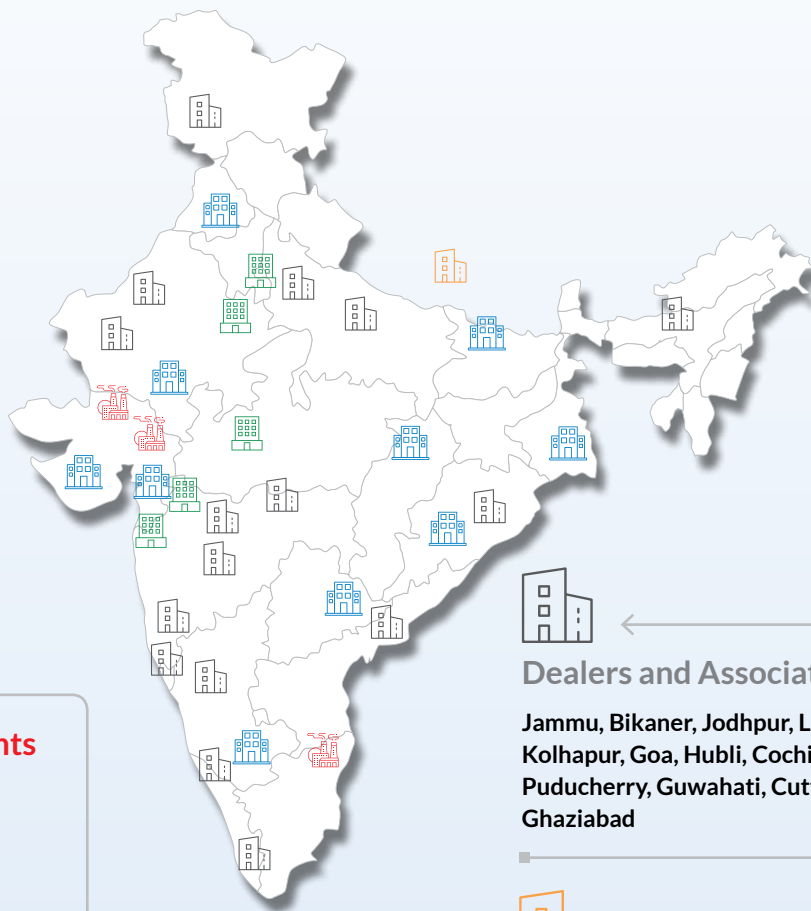 nts
Dealers and Associat
Jammu, Bikaner, Jodhpur, L
Kolhapur, Goa, Hubli, Cochi
Puducherry, Guwahati, Cut
Ghaziabad